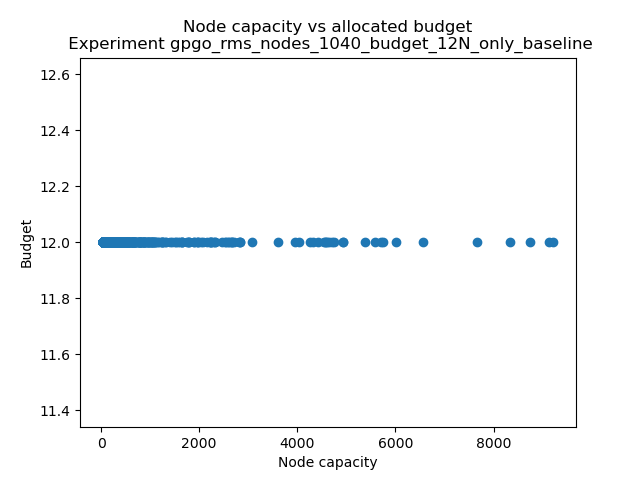 Node capacity vs allocated budget
Experiment gpgo_rms_nodes_1040_budget_12N_only_baseline
12.6
12.4
12.2
12.0
11.8
11.6
11.4
Budget
0 2000 4000 6000 8000
Node capacity